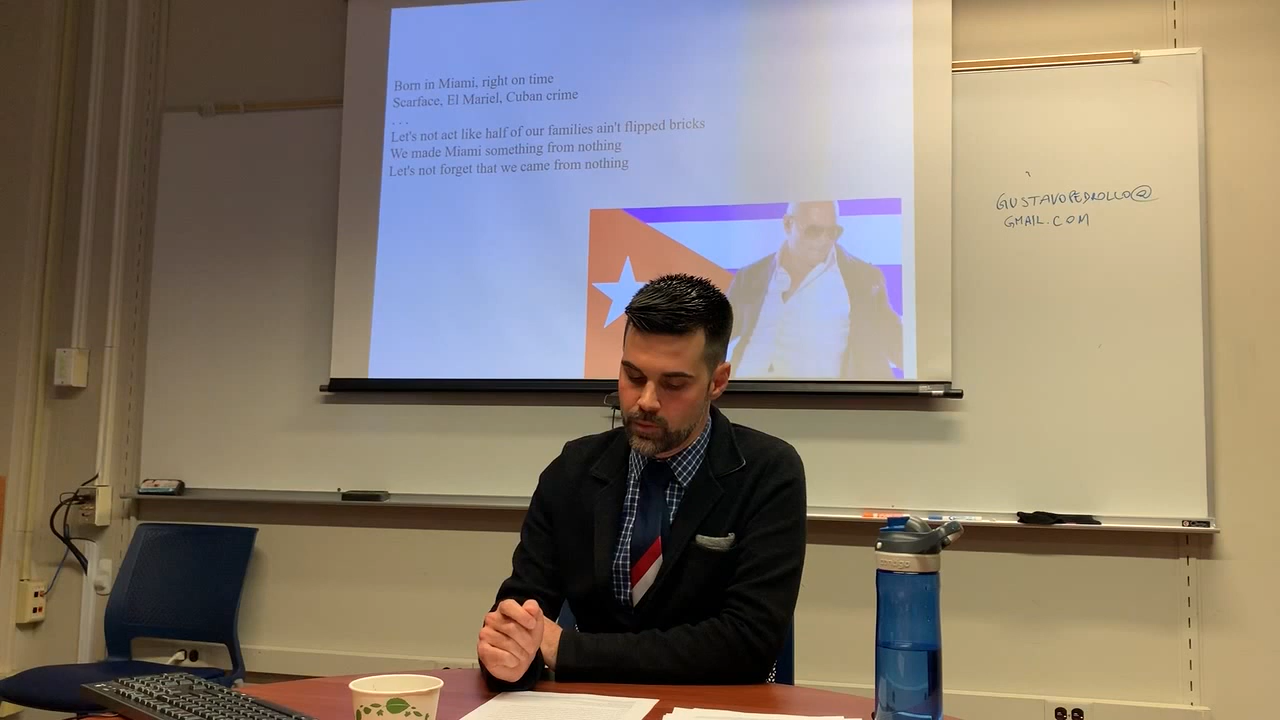 Born in Miami, right on time
Scarface, El Mariel, Cuban crime
. . .
Let's not act like half of our families ain't flipped bricks
We made Miami something from nothing
Let's not forget that we came from nothing
GUSTAVOPEDROLLO@
GMAIL.COM
contigo